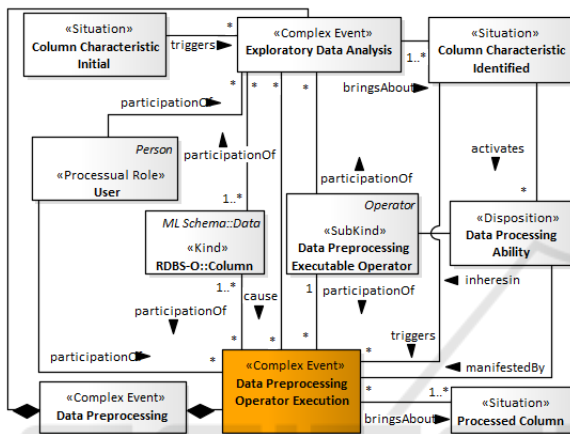 «Situation»
Column Characteristic
Initial
*
triggers
*
«Complex Event»
Exploratory Data Analysis
*
*
*
*
1..*
bringsAbout
«Situation»
Column Characteristic
Identified
participationOf
Person
«Processual Role»
User
participationOf
participationOf
activates
1..*
*
ML Schema::Data
«Kind»
RDBS-O::Column
Operator
«SubKind»
Data Preprocessing
Executable Operator
«Disposition»
Data Processing
Ability
1..*
1
participationOf
cause
participationOf
inheresin
triggers
participationOf
*
*
*
*
*
manifestedBy
«Complex Event»
Data Preprocessing
Operator Execution
«Complex Event»
Data Preprocessing
*
1..*
bringsAbout
«Situation»
Processed Column